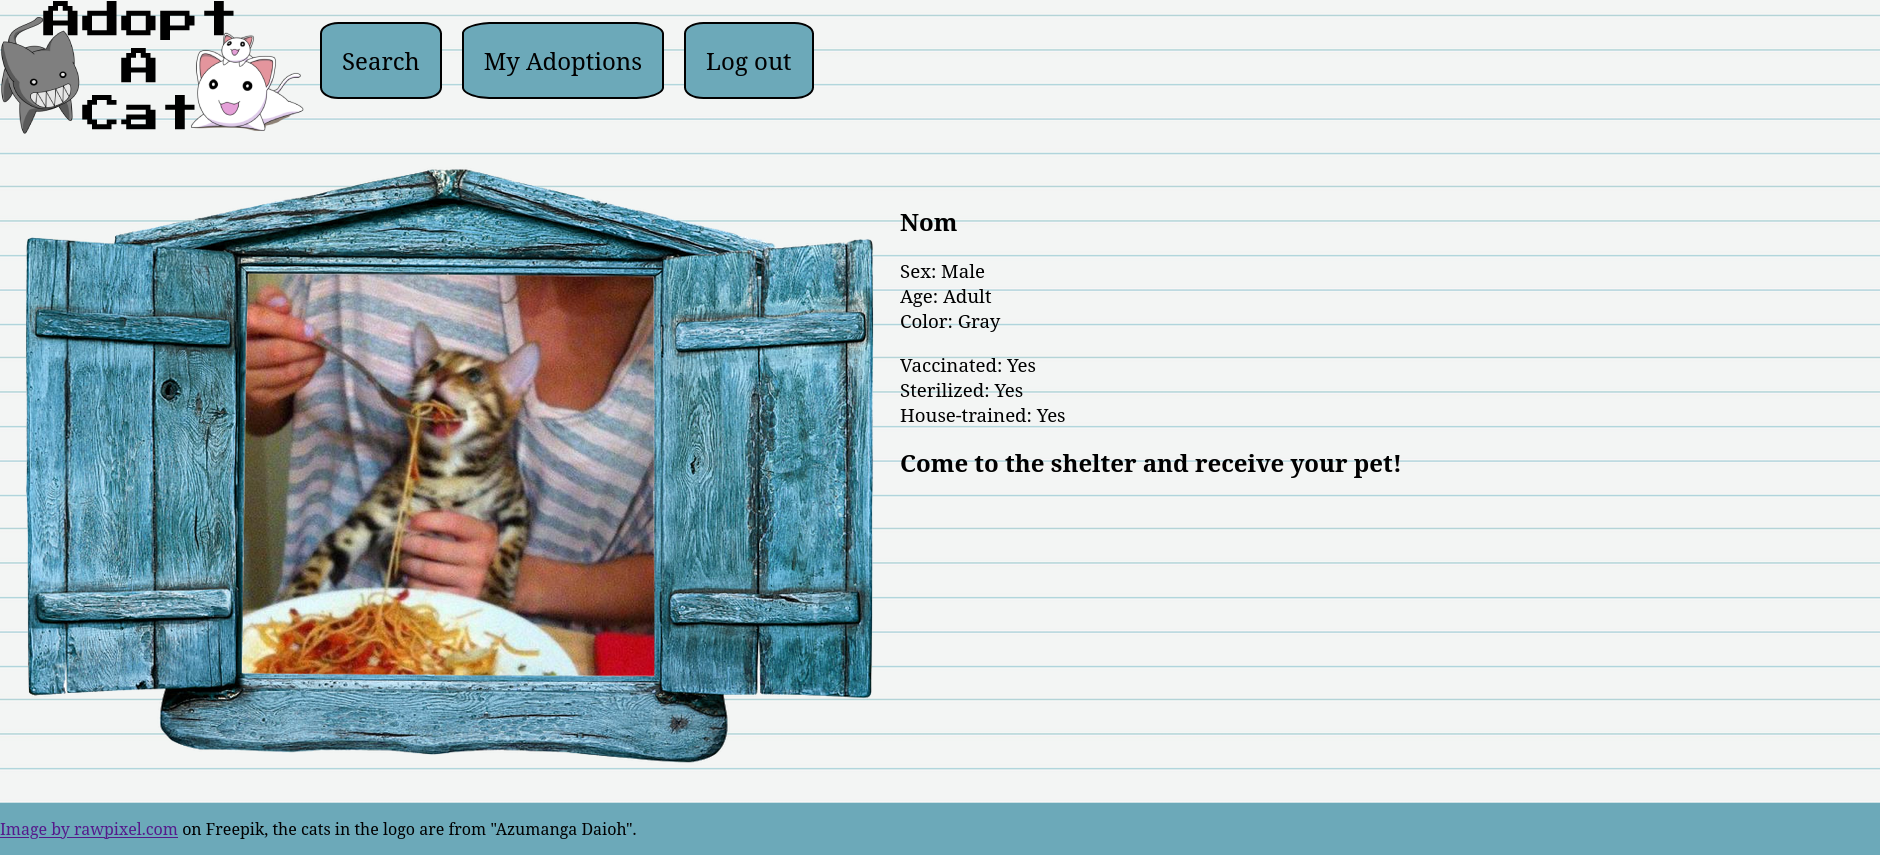 Adopt
A
Cat
Search
My Adoptions
Log out
Nom
Sex: Male
Age: Adult
Color: Gray
Vaccinated: Yes
Sterilized: Yes
House-trained: Yes
Come to the shelter and receive your pet!
Image by rawpixel.com on Freepik, the cats in the logo are from "Azumanga Daioh".